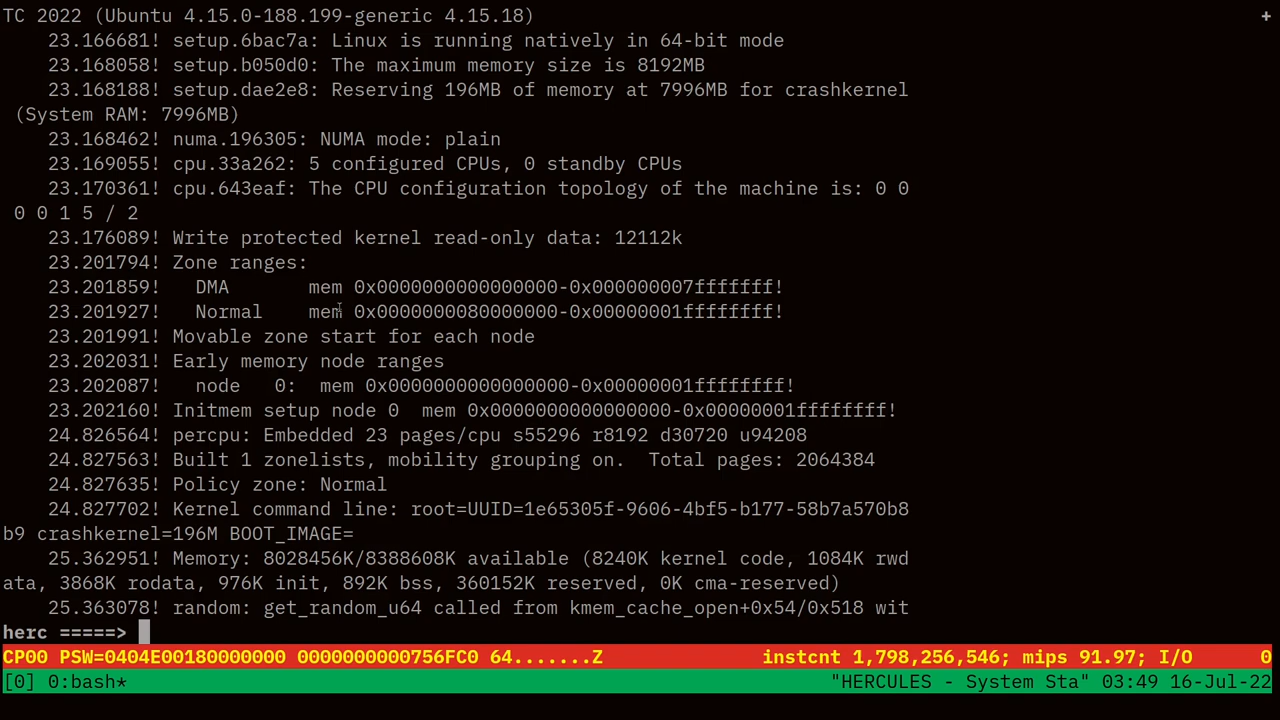 TC 2022 (Ubuntu 4.15.0-188.199-generic 4.15.18) +
    23.166681! setup.6bac7a: Linux is running natively in 64-bit mode
    23.168058! setup.b050d0: The maximum memory size is 8192MB
    23.168188! setup.dae2e8: Reserving 196MB of memory at 7996MB for crashkernel
 (System RAM: 7996MB)
    23.168462! numa.196305: NUMA mode: plain
    23.169055! cpu.33a262: 5 configured CPUs, 0 standby CPUs
    23.170361! cpu.643eaf: The CPU configuration topology of the machine is: 0 0
 0 0 1 5 / 2
    23.176089! Write protected kernel read-only data: 12112k
    23.201794! Zone ranges:
    23.201859!   DMA       mem 0x0000000000000000-0x000000007fffffff!
    23.201927!   Normal    mem 0x0000000080000000-0x00000001ffffffff!
    23.201991! Movable zone start for each node
    23.202031! Early memory node ranges
    23.202087!   node   0: mem 0x0000000000000000-0x00000001ffffffff!
    23.202160! Initmem setup node 0  mem 0x0000000000000000-0x00000001ffffffff!
    24.826564! percpu: Embedded 23 pages/cpu s55296 r8192 d30720 u94208
    24.827563! Built 1 zonelists, mobility grouping on.  Total pages: 2064384
    24.827635! Policy zone: Normal
    24.827702! Kernel command line: root=UUID=1e65305f-9606-4bf5-b177-58b7a570b8
b9 crashkernel=196M BOOT_IMAGE=
    25.362951! Memory: 8028456K/8388608K available (8240K kernel code, 1084K rwd
ata, 3868K rodata, 976K init, 892K bss, 360152K reserved, 0K cma-reserved)
    25.363078! random: get_random_u64 called from kmem_cache_open+0x54/0x518 wit
herc =====>
CP00 PSW=0404E00180000000 0000000000756FC0 64.......Z instcnt 1,798,256,546; mips 91.97; I/O 0
[0] 0:bash* "HERCULES - System Sta" 03:49 16-Jul-22